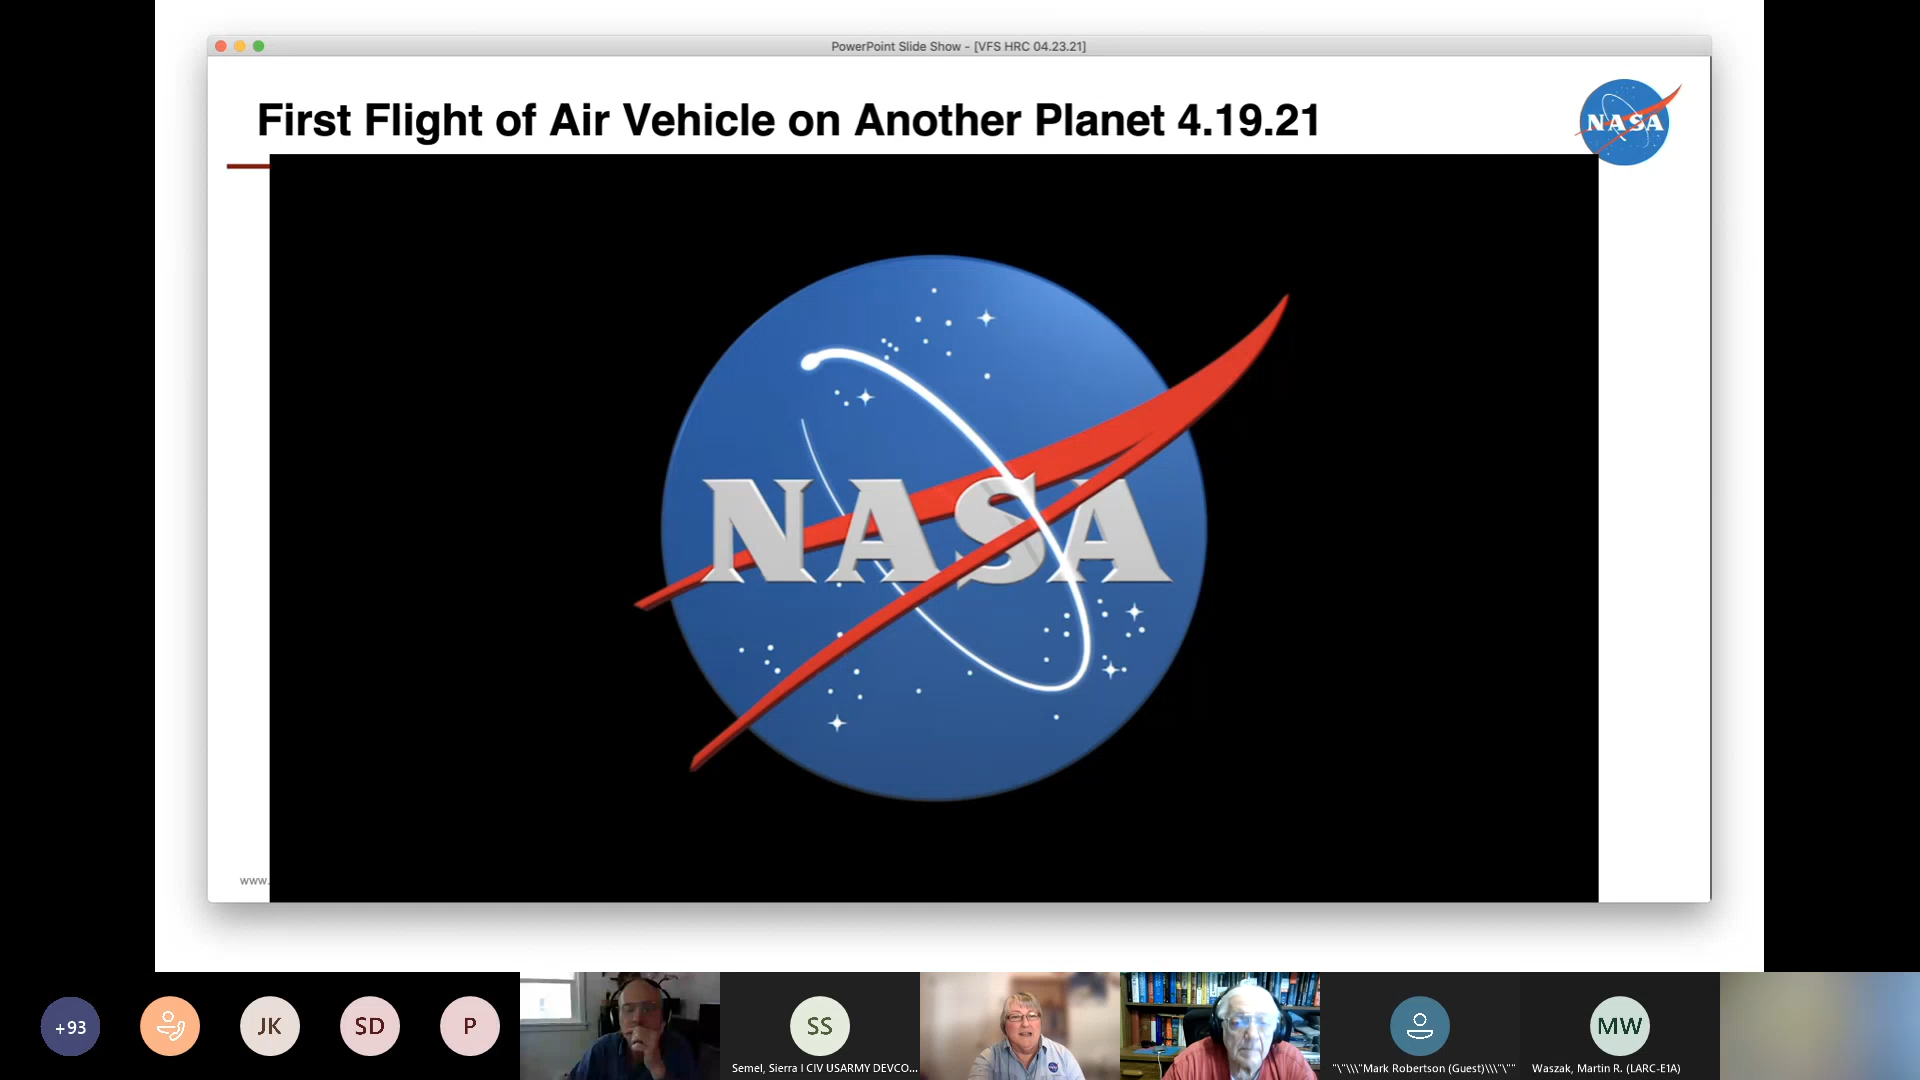 PowerPoint Slide Show - [VFS HRC 04.23.21]
First Flight of Air Vehicle on Another Planet 4.19.21
NASA
NASA
www.
+93
JK
SD
P
SS
Semel, Sierra I CIV USARMY DEVCO...
"\"\\\"Mark Robertson (Guest)\\\"\""
MW
Waszak, Martin R. (LARC-E1A)